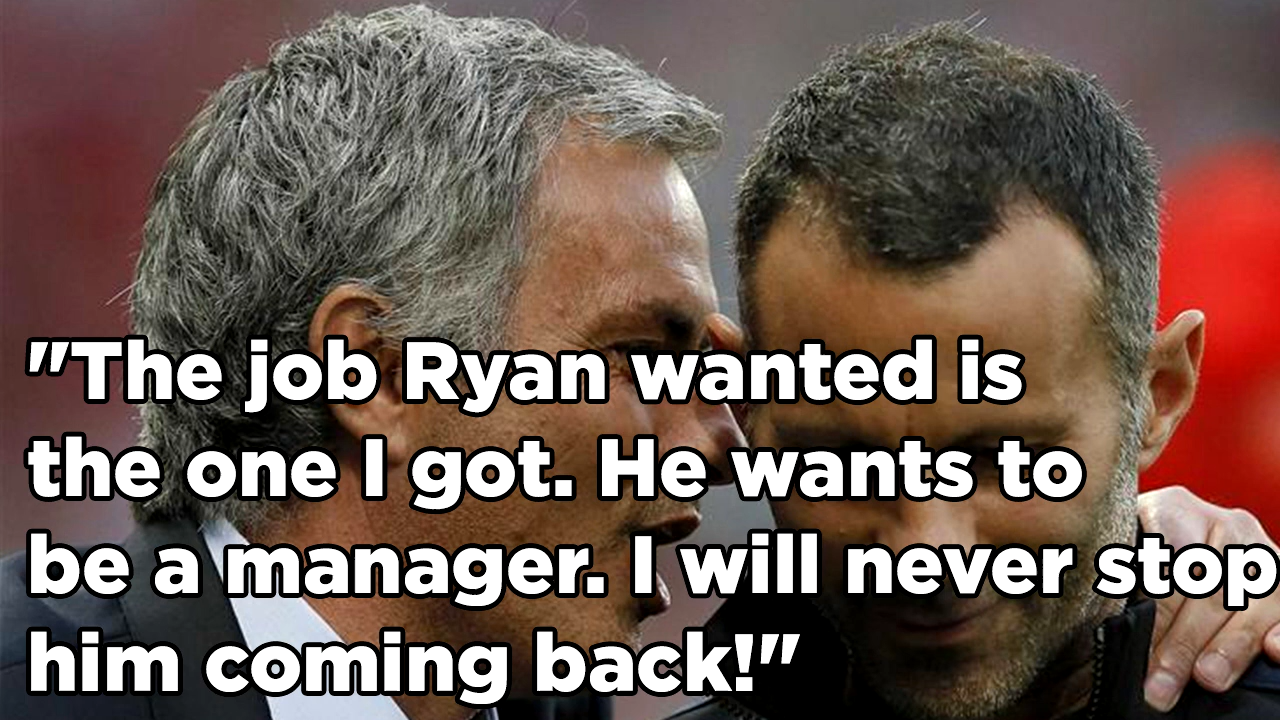 "The job Ryan wanted is
the one I got. He wants to
be a manager. I will never stop
him coming back!"